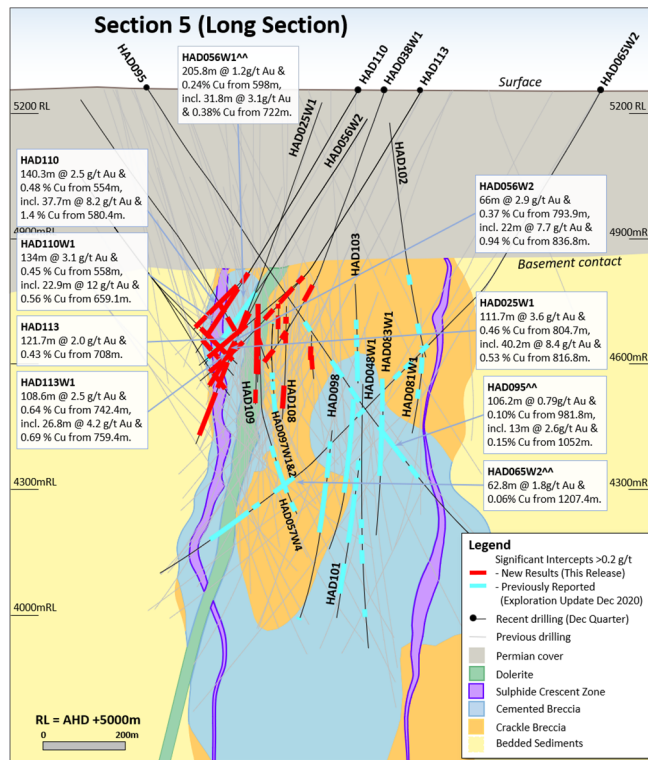 Section 5 (Long Section)
HAD095
HAD056W1^^
205.8m @ 1.2g/t Au &
0.24% Cu from 598m,
incl. 31.8m @ 3.1g/t Au
& 0.38% Cu from 722m.
HAD025W1
HAD056W2
HAD110
HAD038W1
HAD113
HAD102
HAD065W2
Surface
5200 RL
5200 RL
HAD110
140.3m @ 2.5 g/t Au &
0.48 % Cu from 554m,
incl. 37.7m @ 8.2 g/t Au &
1.4 % Cu from 580.4m.
4900mRL
HAD110W1
134m @ 3.1 g/t Au &
0.45 % Cu from 558m,
incl. 22.9m @ 12 g/t Au &
0.56 % Cu from 659.1m.
HAD113
121.7m @ 2.0 g/t Au &
0.43 % Cu from 708m.
HAD113W1
108.6m @ 2.5 g/t Au &
0.64 % Cu from 742.4m,
incl. 26.8m @ 4.2 g/t Au &
0.69 % Cu from 759.4m.
HAD056W2
66m @ 2.9 g/t Au &
0.37 % Cu from 793.9m,
incl. 22m @ 7.7 g/t Au &
0.94 % Cu from 836.8m.
4900mRL
Basement contact
HAD025W1
111.7m @ 3.6 g/t Au &
0.46 % Cu from 804.7m,
incl. 40.2m @ 8.4 g/t Au &
0.53 % Cu from 816.8m.
4600mRL
HAD095^^
106.2m @ 0.79g/t Au &
0.10% Cu from 981.8m,
incl. 13m @ 2.6g/t Au &
0.15% Cu from 1052m.
HAD065W2^^
62.8m @ 1.8g/t Au &
0.06% Cu from 1207.4m.
HAD103
HAD083W1
HAD048W1
HAD081W1
HAD098
HAD109
HAD108
HAD097W1&2
HAD057W4
HAD101
4300mRL
4300mRL
4000mRL
Legend
Significant Intercepts >0.2 g/t
- New Results (This Release)
- Previously Reported
(Exploration Update Dec 2020)
Recent drilling (Dec Quarter)
Previous drilling
Permian cover
Dolerite
Sulphide Crescent Zone
Cemented Breccia
Crackle Breccia
Bedded Sediments
RL = AHD +5000m
0
200m